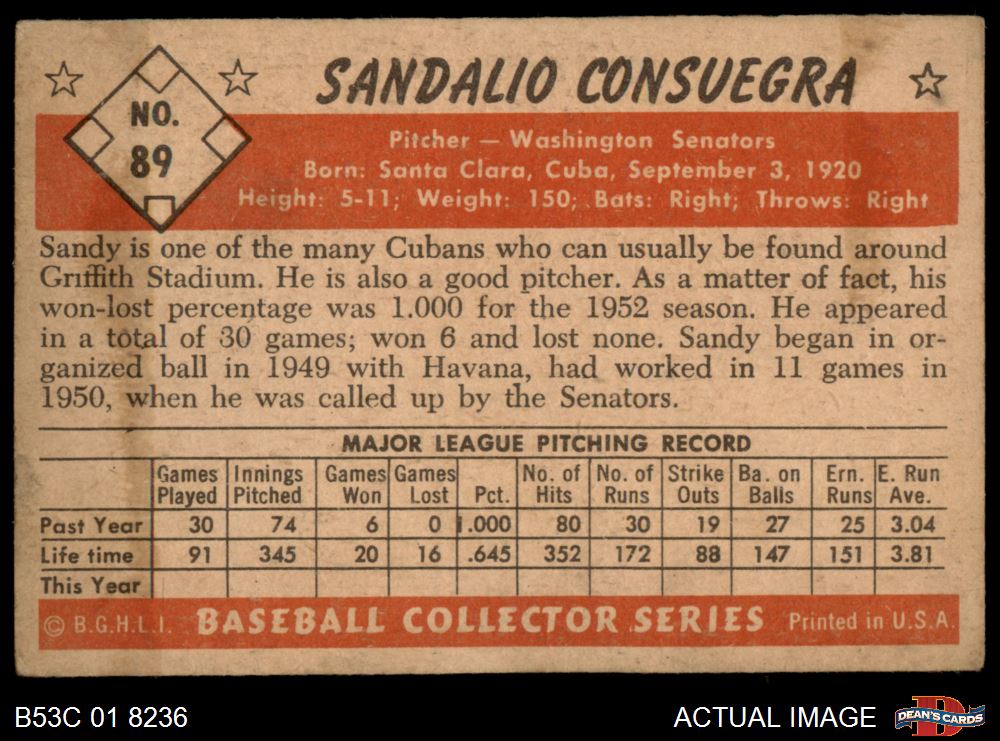 NO.
89
SANDALIO CONSUEGRA
Pitcher — Washington Senators
Born: Santa Clara, Cuba, September 3, 1920
Height: 5-11; Weight: 150; Bats: Right; Throws: Right
Sandy is one of the many Cubans who can usually be found around
Griffith Stadium. He is also a good pitcher. As a matter of fact, his
won-lost percentage was 1.000 for the 1952 season. He appeared
in a total of 30 games; won 6 and lost none. Sandy began in or-
ganized ball in 1949 with Havana, had worked in 11 games in
1950, when he was called up by the Senators.
MAJOR LEAGUE PITCHING RECORD
Games Innings Games Games No. of No. of Strike Ba. on Ern. E. Run
Played Pitched Won Lost Pct. Hits Runs Outs Balls Runs Ave.
Past Year 30 74 6 0 1.000 80 30 19 27 25 3.04
Life time 91 345 20 16 .645 352 172 88 147 151 3.81
This Year
© B.G.H.L.I. BASEBALL COLLECTOR SERIES Printed in U.S.A.
B53C 01 8236 ACTUAL IMAGE DEAN'S CARDS